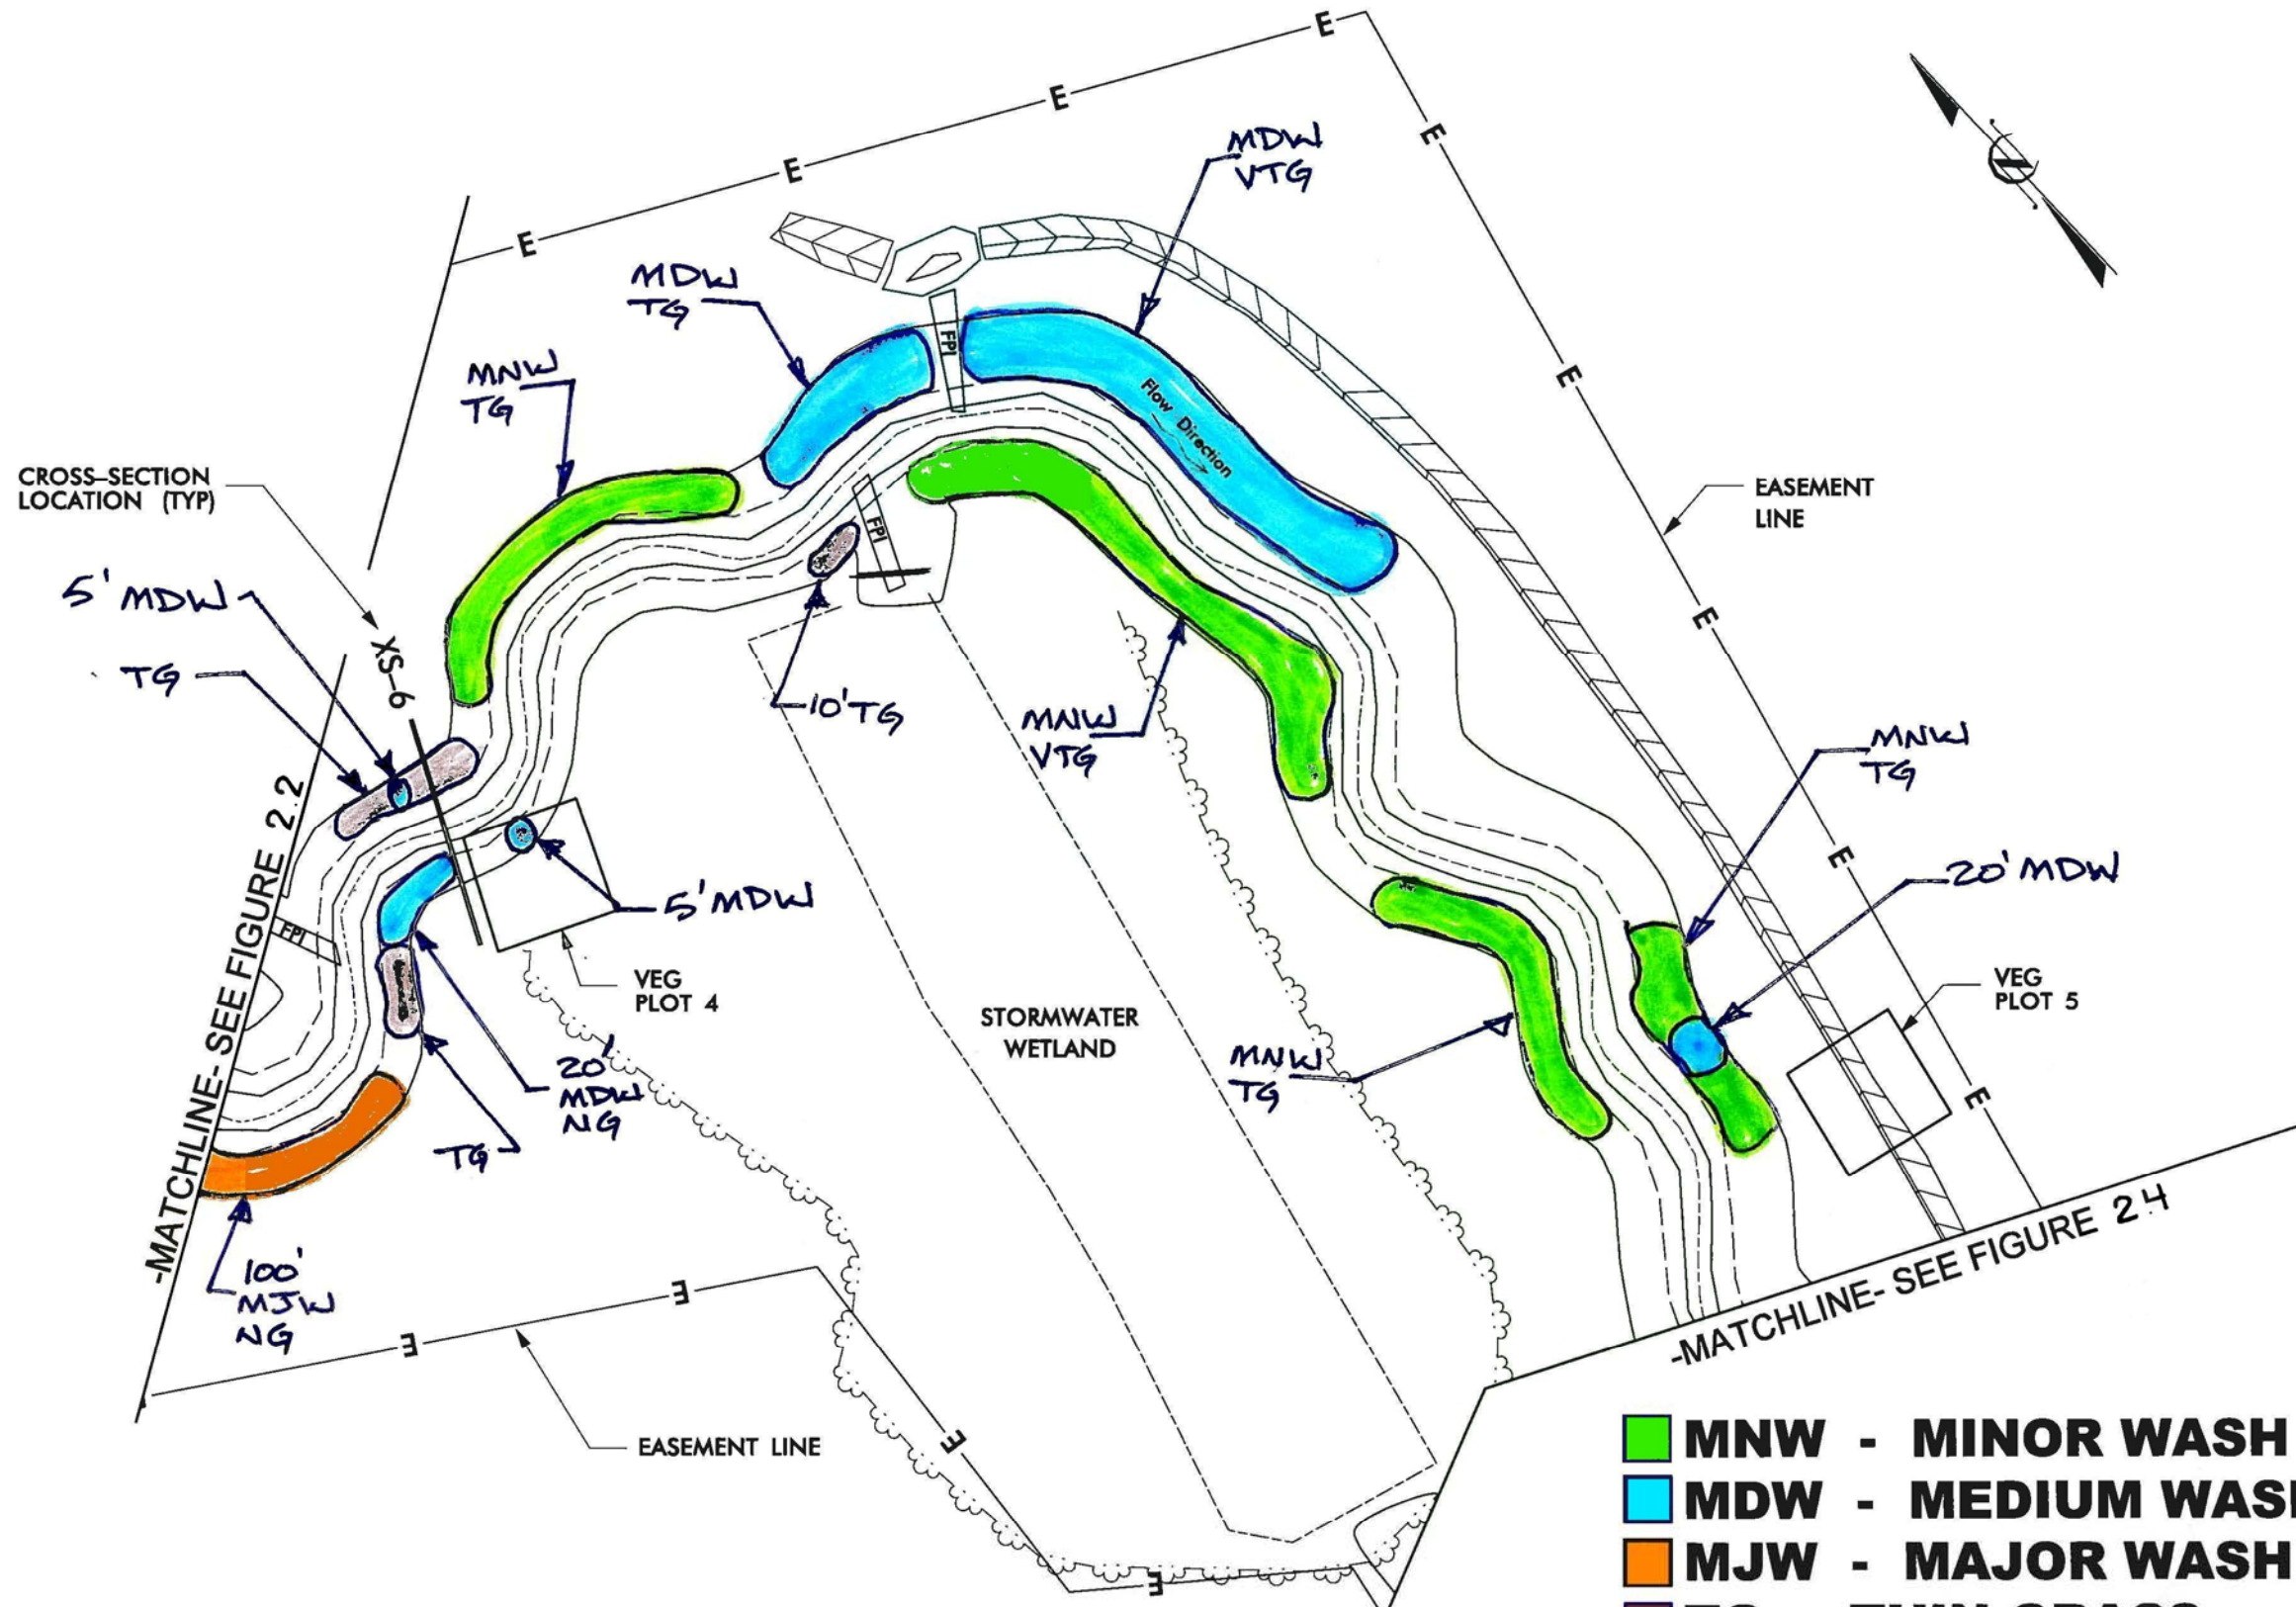 E
E
E
E
E
E
E
E
E
E
MDW
VTG
MDW
TG
MNW
TG
FPI
Flow Direction
CROSS-SECTION
LOCATION (TYP)
EASEMENT
LINE
FPI
5' MDW
TG
XS-6
10' TG
MNW
VTG
MNW
TG
20' MDW
5' MDW
FPI
VEG
PLOT 4
STORMWATER
WETLAND
VEG
PLOT 5
20'
MDW
NG
MNW
TG
TG
-MATCHLINE- SEE FIGURE 2.2
100'
MJW
NG
-MATCHLINE- SEE FIGURE 2.4
E
E
EASEMENT LINE
E
E
MNW - MINOR WASH
MDW - MEDIUM WAS
MJW - MAJOR WASH